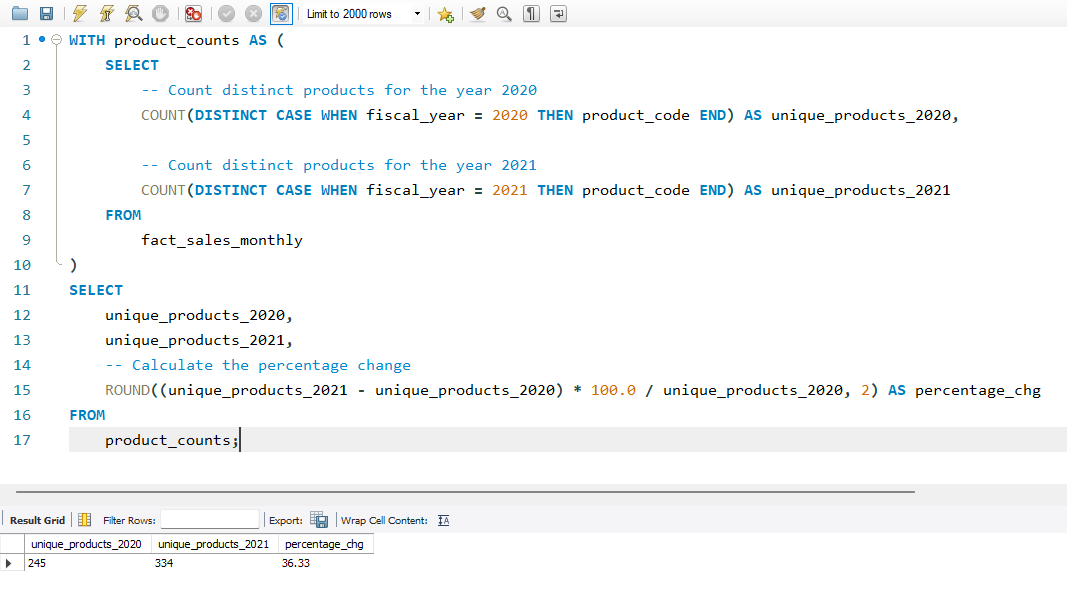 Limit to 2000 rows
1 WITH product_counts AS (
2 SELECT
3 -- Count distinct products for the year 2020
4 COUNT(DISTINCT CASE WHEN fiscal_year = 2020 THEN product_code END) AS unique_products_2020,
5
6 -- Count distinct products for the year 2021
7 COUNT(DISTINCT CASE WHEN fiscal_year = 2021 THEN product_code END) AS unique_products_2021
8 FROM
9 fact_sales_monthly
10 )
11 SELECT
12 unique_products_2020,
13 unique_products_2021,
14 -- Calculate the percentage change
15 ROUND((unique_products_2021 - unique_products_2020) * 100.0 / unique_products_2020, 2) AS percentage_chg
16 FROM
17 product_counts;
Result Grid Filter Rows: Export: Wrap Cell Content:
unique_products_2020 unique_products_2021 percentage_chg
245 334 36.33